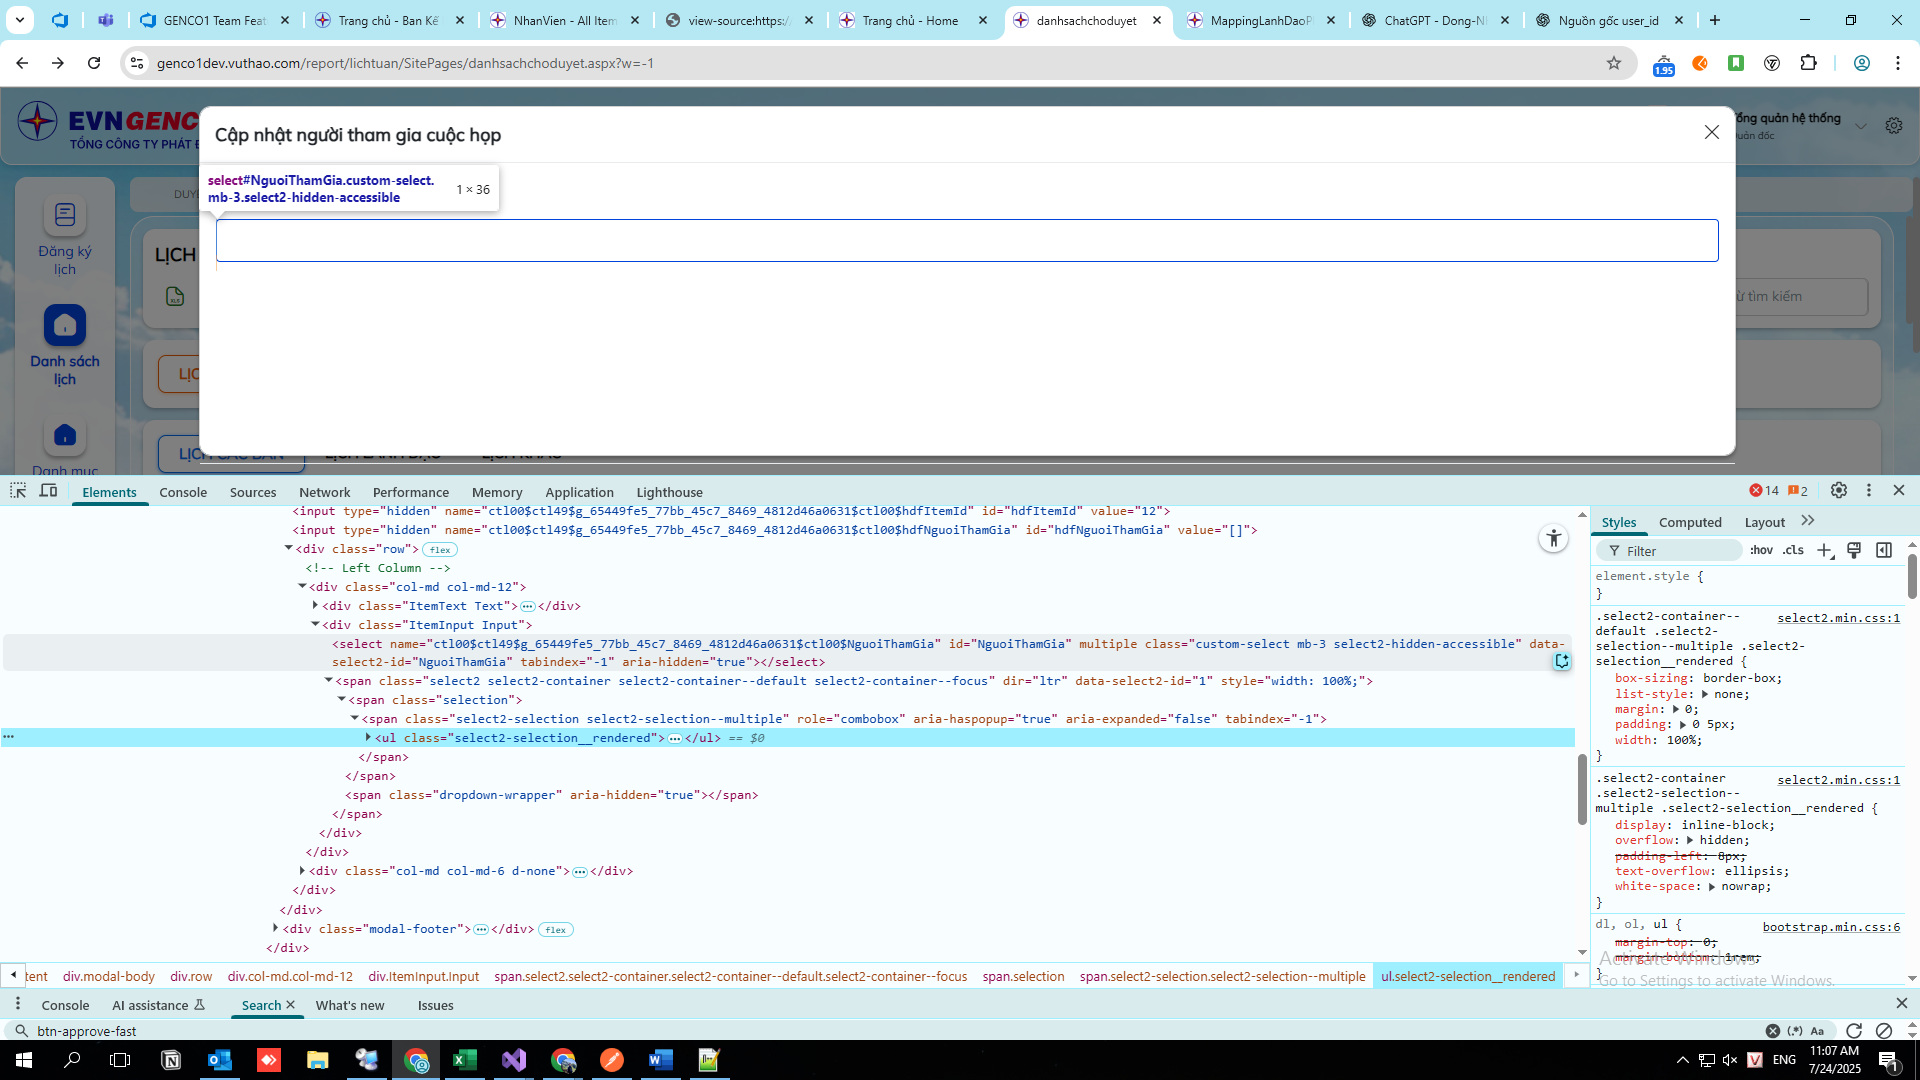 GENCO1 Team Feat
Trang chủ - Ban Kế
NhanVien - All Item
view-source:https://
Trang chủ - Home
danhsachchoduyet
MappingLanhDaoP
ChatGPT - Dong-N
Nguồn gốc user_id
genco1dev.vuthao.com/report/lichtuan/SitePages/danhsachchoduyet.aspx?w=-1
1.95
EVNGENC
TỔNG CÔNG TY PHÁT Đ
Cập nhật người tham gia cuộc họp
ổng quản hệ thống
uản đốc
select#NguoiThamGia.custom-select.
mb-3.select2-hidden-accessible
1 × 36
DUY
Đăng ký
lịch
LỊCH
XLS
ừ tìm kiếm
Danh sách
lịch
LỊC
Danh mục
LỊCH CÁC BAN
LỊCH LÃNH ĐẠO
LỊCH KHÁC
Elements
Console
Sources
Network
Performance
Memory
Application
Lighthouse
14
2
<input type="hidden" name="ctl00$ctl49$g_65449fe5_77bb_45c7_8469_4812d46a0631$ctl00$hdfItemId" id="hdfItemId" value="12">
<input type="hidden" name="ctl00$ctl49$g_65449fe5_77bb_45c7_8469_4812d46a0631$ctl00$hdfNguoiThamGia" id="hdfNguoiThamGia" value="[]">
<div class="row"> flex
<!-- Left Column -->
<div class="col-md col-md-12">
<div class="ItemText Text"> … </div>
<div class="ItemInput Input">
<select name="ctl00$ctl49$g_65449fe5_77bb_45c7_8469_4812d46a0631$ctl00$NguoiThamGia" id="NguoiThamGia" multiple class="custom-select mb-3 select2-hidden-accessible" data-
select2-id="NguoiThamGia" tabindex="-1" aria-hidden="true"></select>
<span class="select2 select2-container select2-container--default select2-container--focus" dir="ltr" data-select2-id="1" style="width: 100%;">
<span class="selection">
<span class="select2-selection select2-selection--multiple" role="combobox" aria-haspopup="true" aria-expanded="false" tabindex="-1">
… <ul class="select2-selection__rendered"> … </ul> == $0
</span>
</span>
<span class="dropdown-wrapper" aria-hidden="true"></span>
</span>
</div>
</div>
<div class="col-md col-md-6 d-none"> … </div>
</div>
</div>
<div class="modal-footer"> … </div> flex
</div>
Styles
Computed
Layout
Filter
:hov
.cls
element.style {
}
.select2-container--
default .select2-
selection--multiple .select2-
selection__rendered {
select2.min.css:1
box-sizing: border-box;
list-style: none;
margin: 0;
padding: 0 5px;
width: 100%;
}
.select2-container
.select2-selection--
multiple .select2-selection__rendered {
select2.min.css:1
display: inline-block;
overflow: hidden;
padding-left: 8px;
text-overflow: ellipsis;
white-space: nowrap;
}
dl, ol, ul {
bootstrap.min.css:6
margin-top: 0;
margin-bottom: 1rem;
}
Activate Windows
Go to Settings to activate Windows.
tent
div.modal-body
div.row
div.col-md.col-md-12
div.ItemInput.Input
span.select2.select2-container.select2-container--default.select2-container--focus
span.selection
span.select2-selection.select2-selection--multiple
ul.select2-selection__rendered
Console
AI assistance
Search
What's new
Issues
btn-approve-fast
(.*)
Aa
V
ENG
11:07 AM
7/24/2025
1